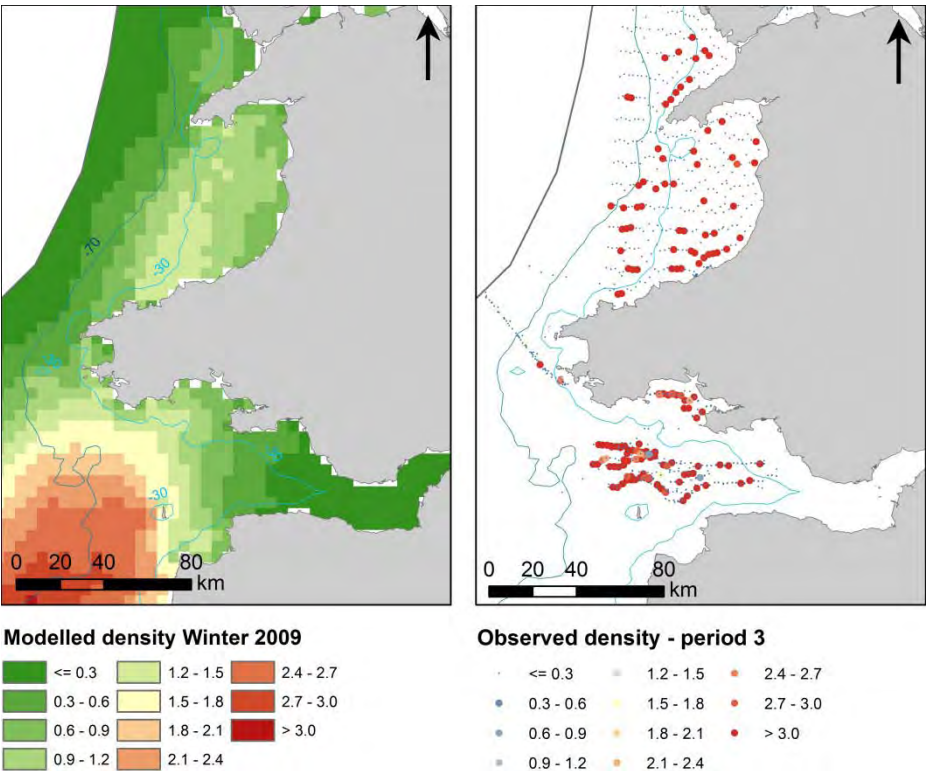 -70
-30
-30
-30
0 20 40 80
km
0 20 40 80
km
Modelled density Winter 2009
<= 0.3 1.2 - 1.5 2.4 - 2.7
0.3 - 0.6 1.5 - 1.8 2.7 - 3.0
0.6 - 0.9 1.8 - 2.1 > 3.0
0.9 - 1.2 2.1 - 2.4
Observed density - period 3
<= 0.3 1.2 - 1.5 2.4 - 2.7
0.3 - 0.6 1.5 - 1.8 2.7 - 3.0
0.6 - 0.9 1.8 - 2.1 > 3.0
0.9 - 1.2 2.1 - 2.4